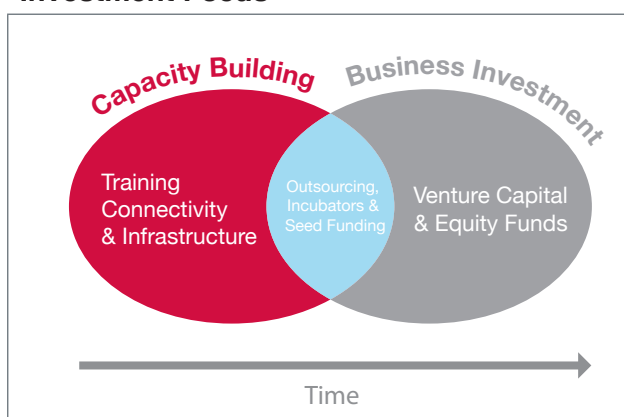 Capacity Building
Business Investment
Training
Connectivity
& Infrastructure
Outsourcing,
Incubators &
Seed Funding
Venture Capital
& Equity Funds
Time